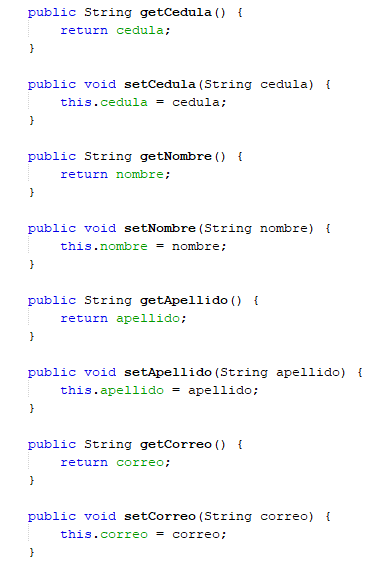 public String getCedula() {
return cedula;
}
public void setCedula(String cedula) {
this.cedula = cedula;
}
public String getNombre() {
return nombre;
}
public void setNombre(String nombre) {
this.nombre = nombre;
}
public String getApellido() {
return apellido;
}
public void setApellido(String apellido) {
this.apellido = apellido;
}
public String getCorreo() {
return correo;
}
public void setCorreo(String correo) {
this.correo = correo;
}